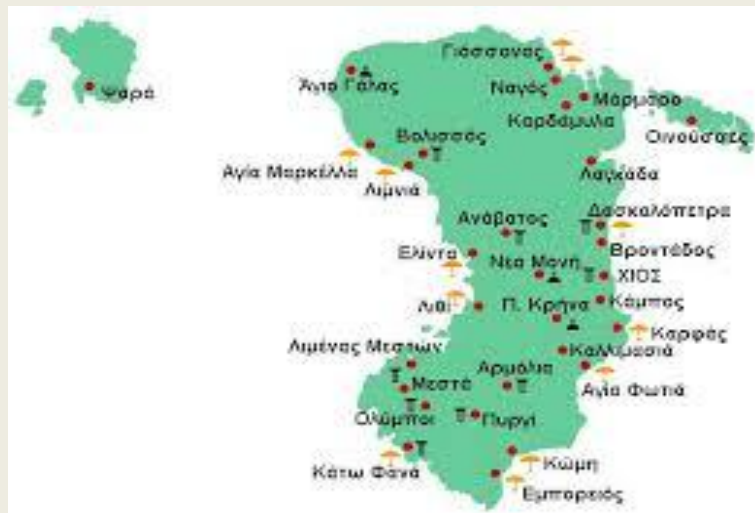 Γιόσσονας
Άγιο Γάλας
Ναγός
Ψαρά
Μάρμαρο
Καρδάμυλα
Οινούσσες
Βολισσός
Αγία Μαρκέλλα
Λιμνιά
Λαγκάδα
Δασκαλόπετρα
Ανάβατος
Βροντάδος
Ελίντα
Νεα Μονή
ΧΙΟΣ
Λιθί
Π. Κρήνα
Κάμπος
Καρφάς
Λιμένας Μεστών
Καλλιμασιά
Αρμόλια
Μεστά
Αγία Φωτιά
Ολύμποι
Πυργί
Κάτω Φανά
Κώμη
Εμπορειός